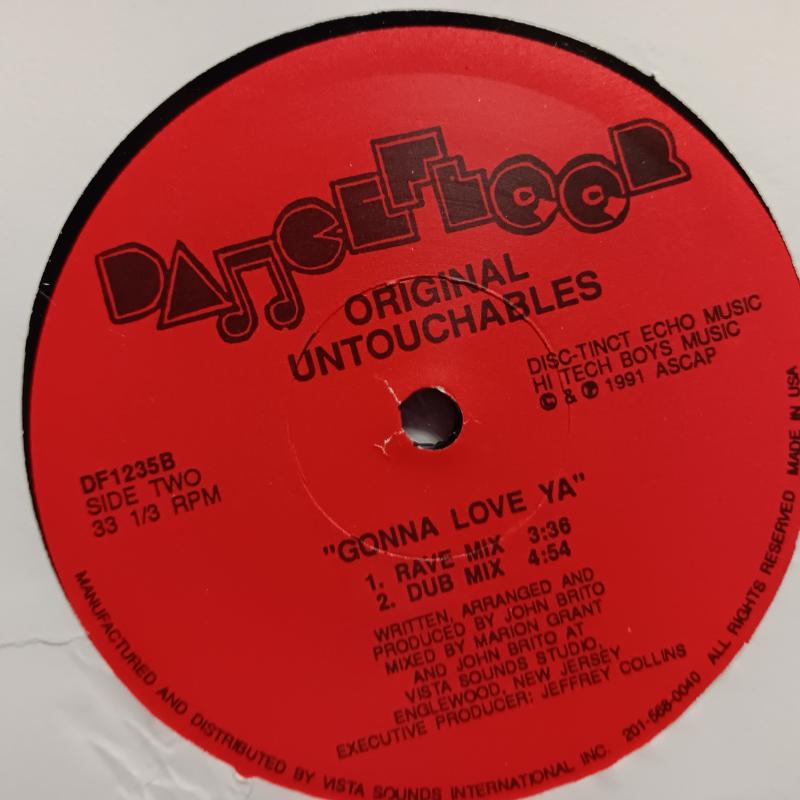 DANCEFLOOR
ORIGINAL
UNTOUCHABLES
DISC-TINCT ECHO MUSIC
HI TECH BOYS MUSIC
© & ℗ 1991 ASCAP
DF1235B
SIDE TWO
33 1/3 RPM
"GONNA LOVE YA"
1. RAVE MIX 3:36
2. DUB MIX 4:54
WRITTEN, ARRANGED AND
PRODUCED BY JOHN BRITO
MIXED BY MARION GRANT
AND JOHN BRITO AT
VISTA SOUNDS STUDIO,
ENGLEWOOD, NEW JERSEY
EXECUTIVE PRODUCER: JEFFREY COLLINS
MANUFACTURED AND DISTRIBUTED BY VISTA SOUNDS INTERNATIONAL INC. 201-568-0040 ALL RIGHTS RESERVED MADE IN USA